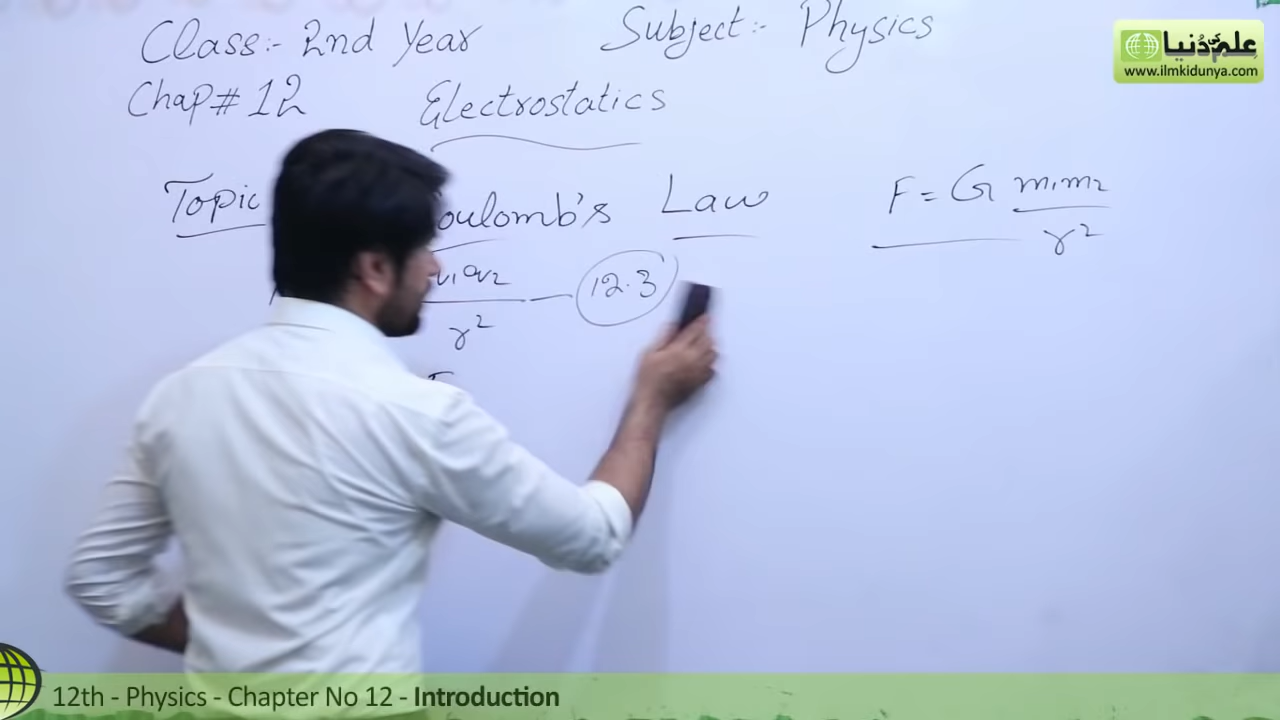 Class:- 2nd Year Subject:- Physics
علم کی دنیا
www.ilmkidunya.com
Chap# 12 Electrostatics
Topic oulomb's Law
F = G m₁m₂
r²
12.3
r²
12th - Physics - Chapter No 12 - Introduction